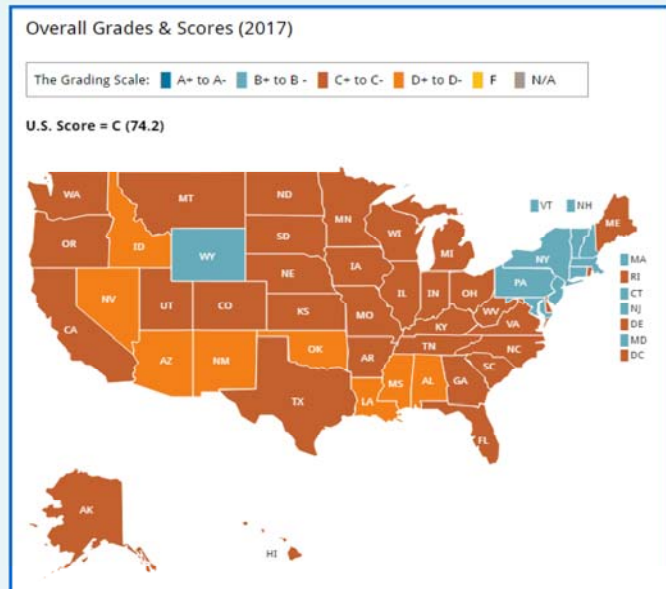 Overall Grades & Scores (2017)
The Grading Scale: A+ to A- B+ to B - C+ to C- D+ to D- F N/A
U.S. Score = C (74.2)
WA
MT
ND
MN
VT
NH
ME
OR
ID
SD
WI
MI
NY
WY
MA
RI
CT
NJ
DE
MD
DC
NE
IA
PA
NV
UT
CO
IL
IN
OH
CA
KS
MO
WV
VA
KY
AZ
NM
OK
AR
TN
NC
SC
MS
AL
GA
TX
LA
FL
AK
HI